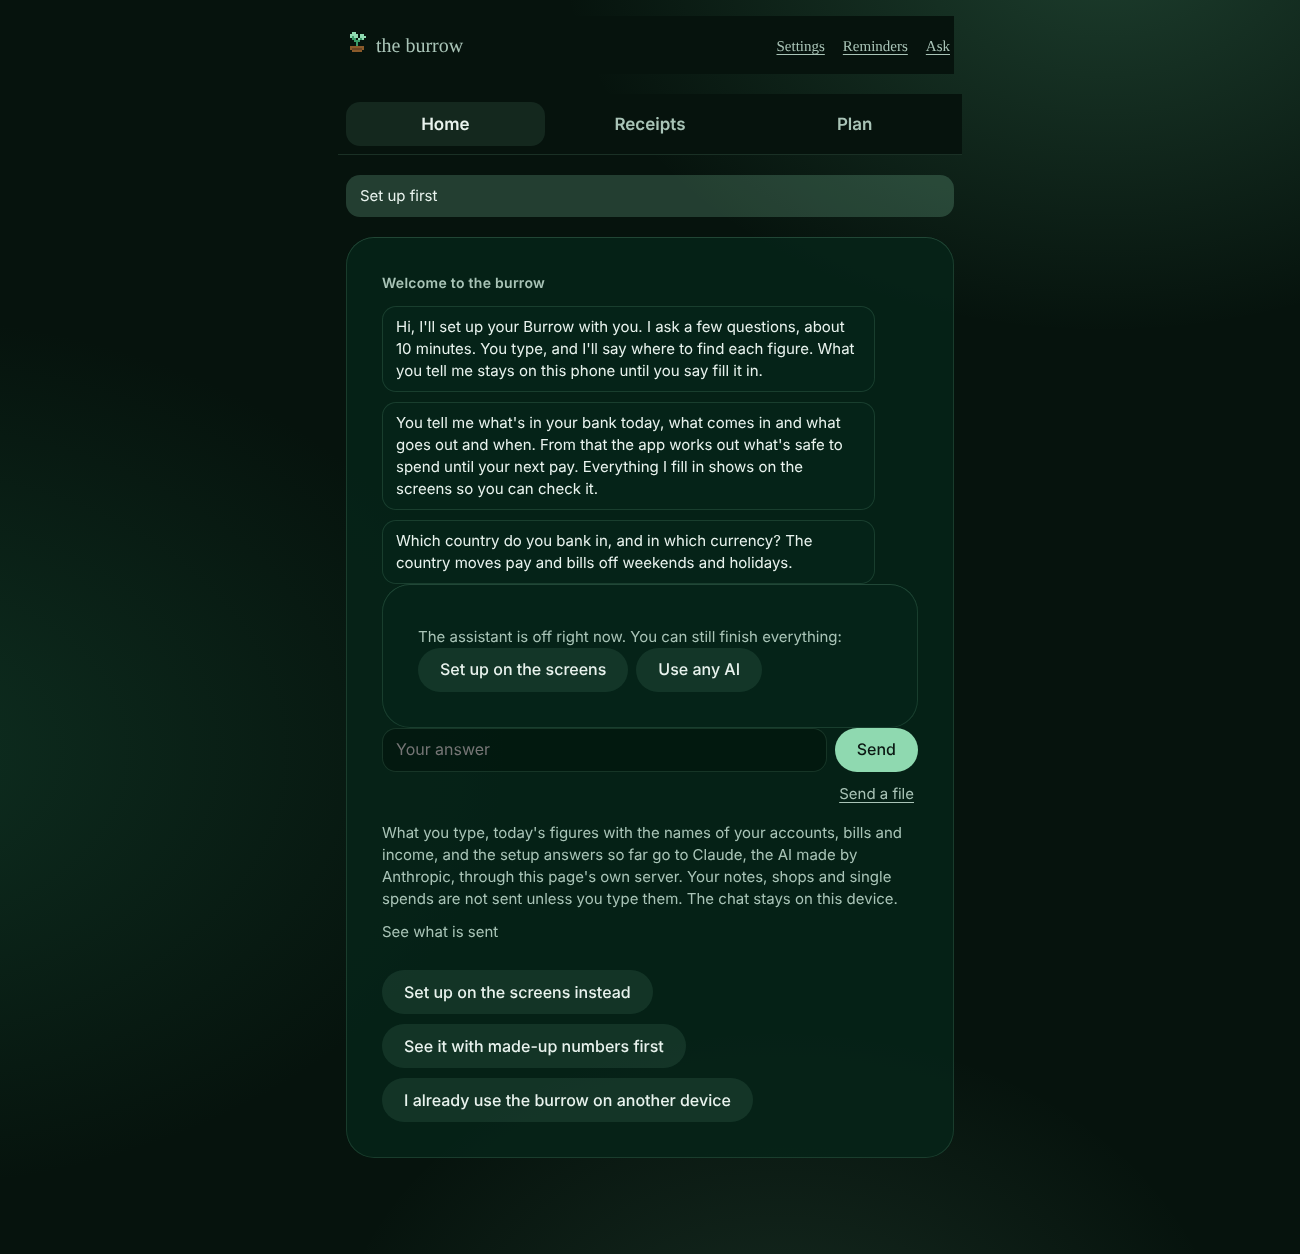 the burrow
Settings Reminders Ask
Home Receipts Plan
Set up first
Welcome to the burrow
Hi, I'll set up your Burrow with you. I ask a few questions, about
10 minutes. You type, and I'll say where to find each figure. What
you tell me stays on this phone until you say fill it in.
You tell me what's in your bank today, what comes in and what
goes out and when. From that the app works out what's safe to
spend until your next pay. Everything I fill in shows on the
screens so you can check it.
Which country do you bank in, and in which currency? The
country moves pay and bills off weekends and holidays.
The assistant is off right now. You can still finish everything:
Set up on the screens Use any AI
Your answer Send
Send a file
What you type, today's figures with the names of your accounts, bills and
income, and the setup answers so far go to Claude, the AI made by
Anthropic, through this page's own server. Your notes, shops and single
spends are not sent unless you type them. The chat stays on this device.
See what is sent
Set up on the screens instead
See it with made-up numbers first
I already use the burrow on another device